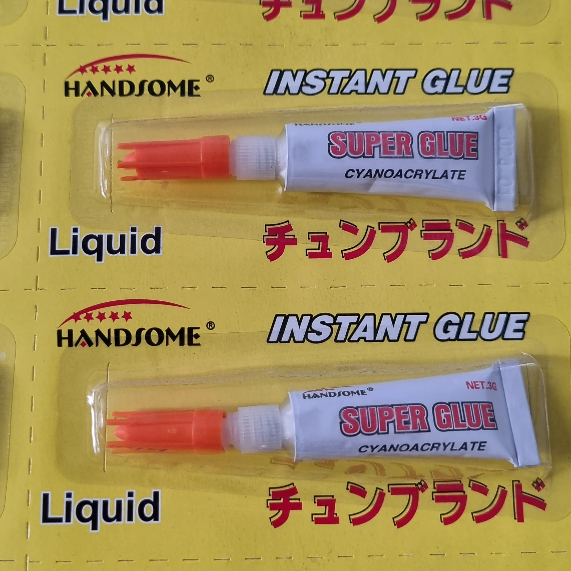 Liquid
チュンブランド
HANDSOME®
INSTANT GLUE
NET.3G
SUPER GLUE
CYANOACRYLATE
Liquid
チュンブランド
HANDSOME®
INSTANT GLUE
HANDSOME®
NET.3G
SUPER GLUE
CYANOACRYLATE
Liquid
チュンブランド